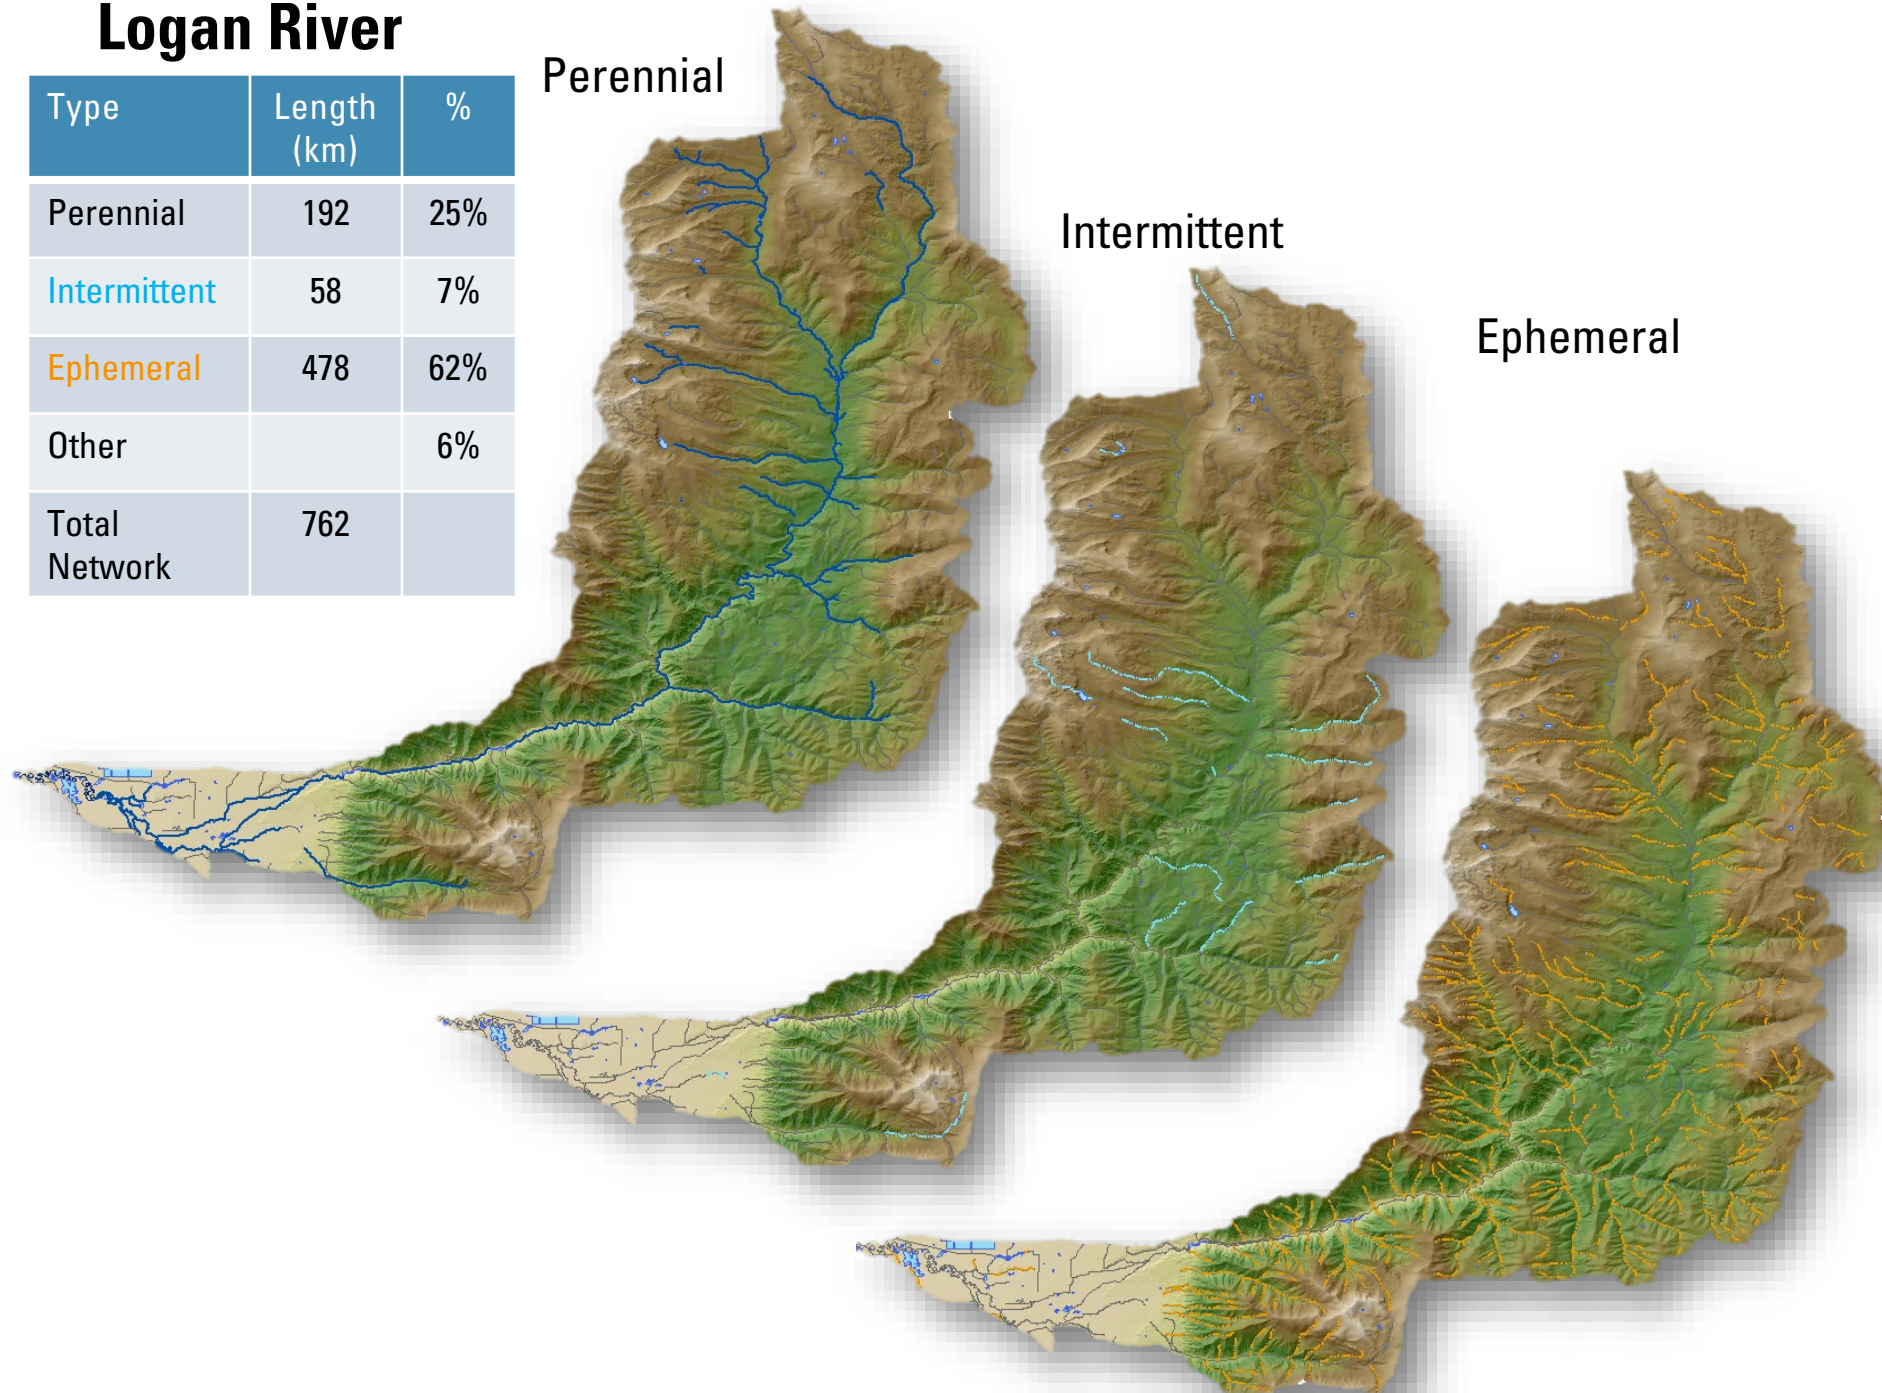 Logan River
Type Length % 
(km)
Perennial 192 25%
Intermittent 58 7%
Ephemeral 478 62%
Other 6%
Total 762
Network
Perennial
Intermittent
Ephemeral